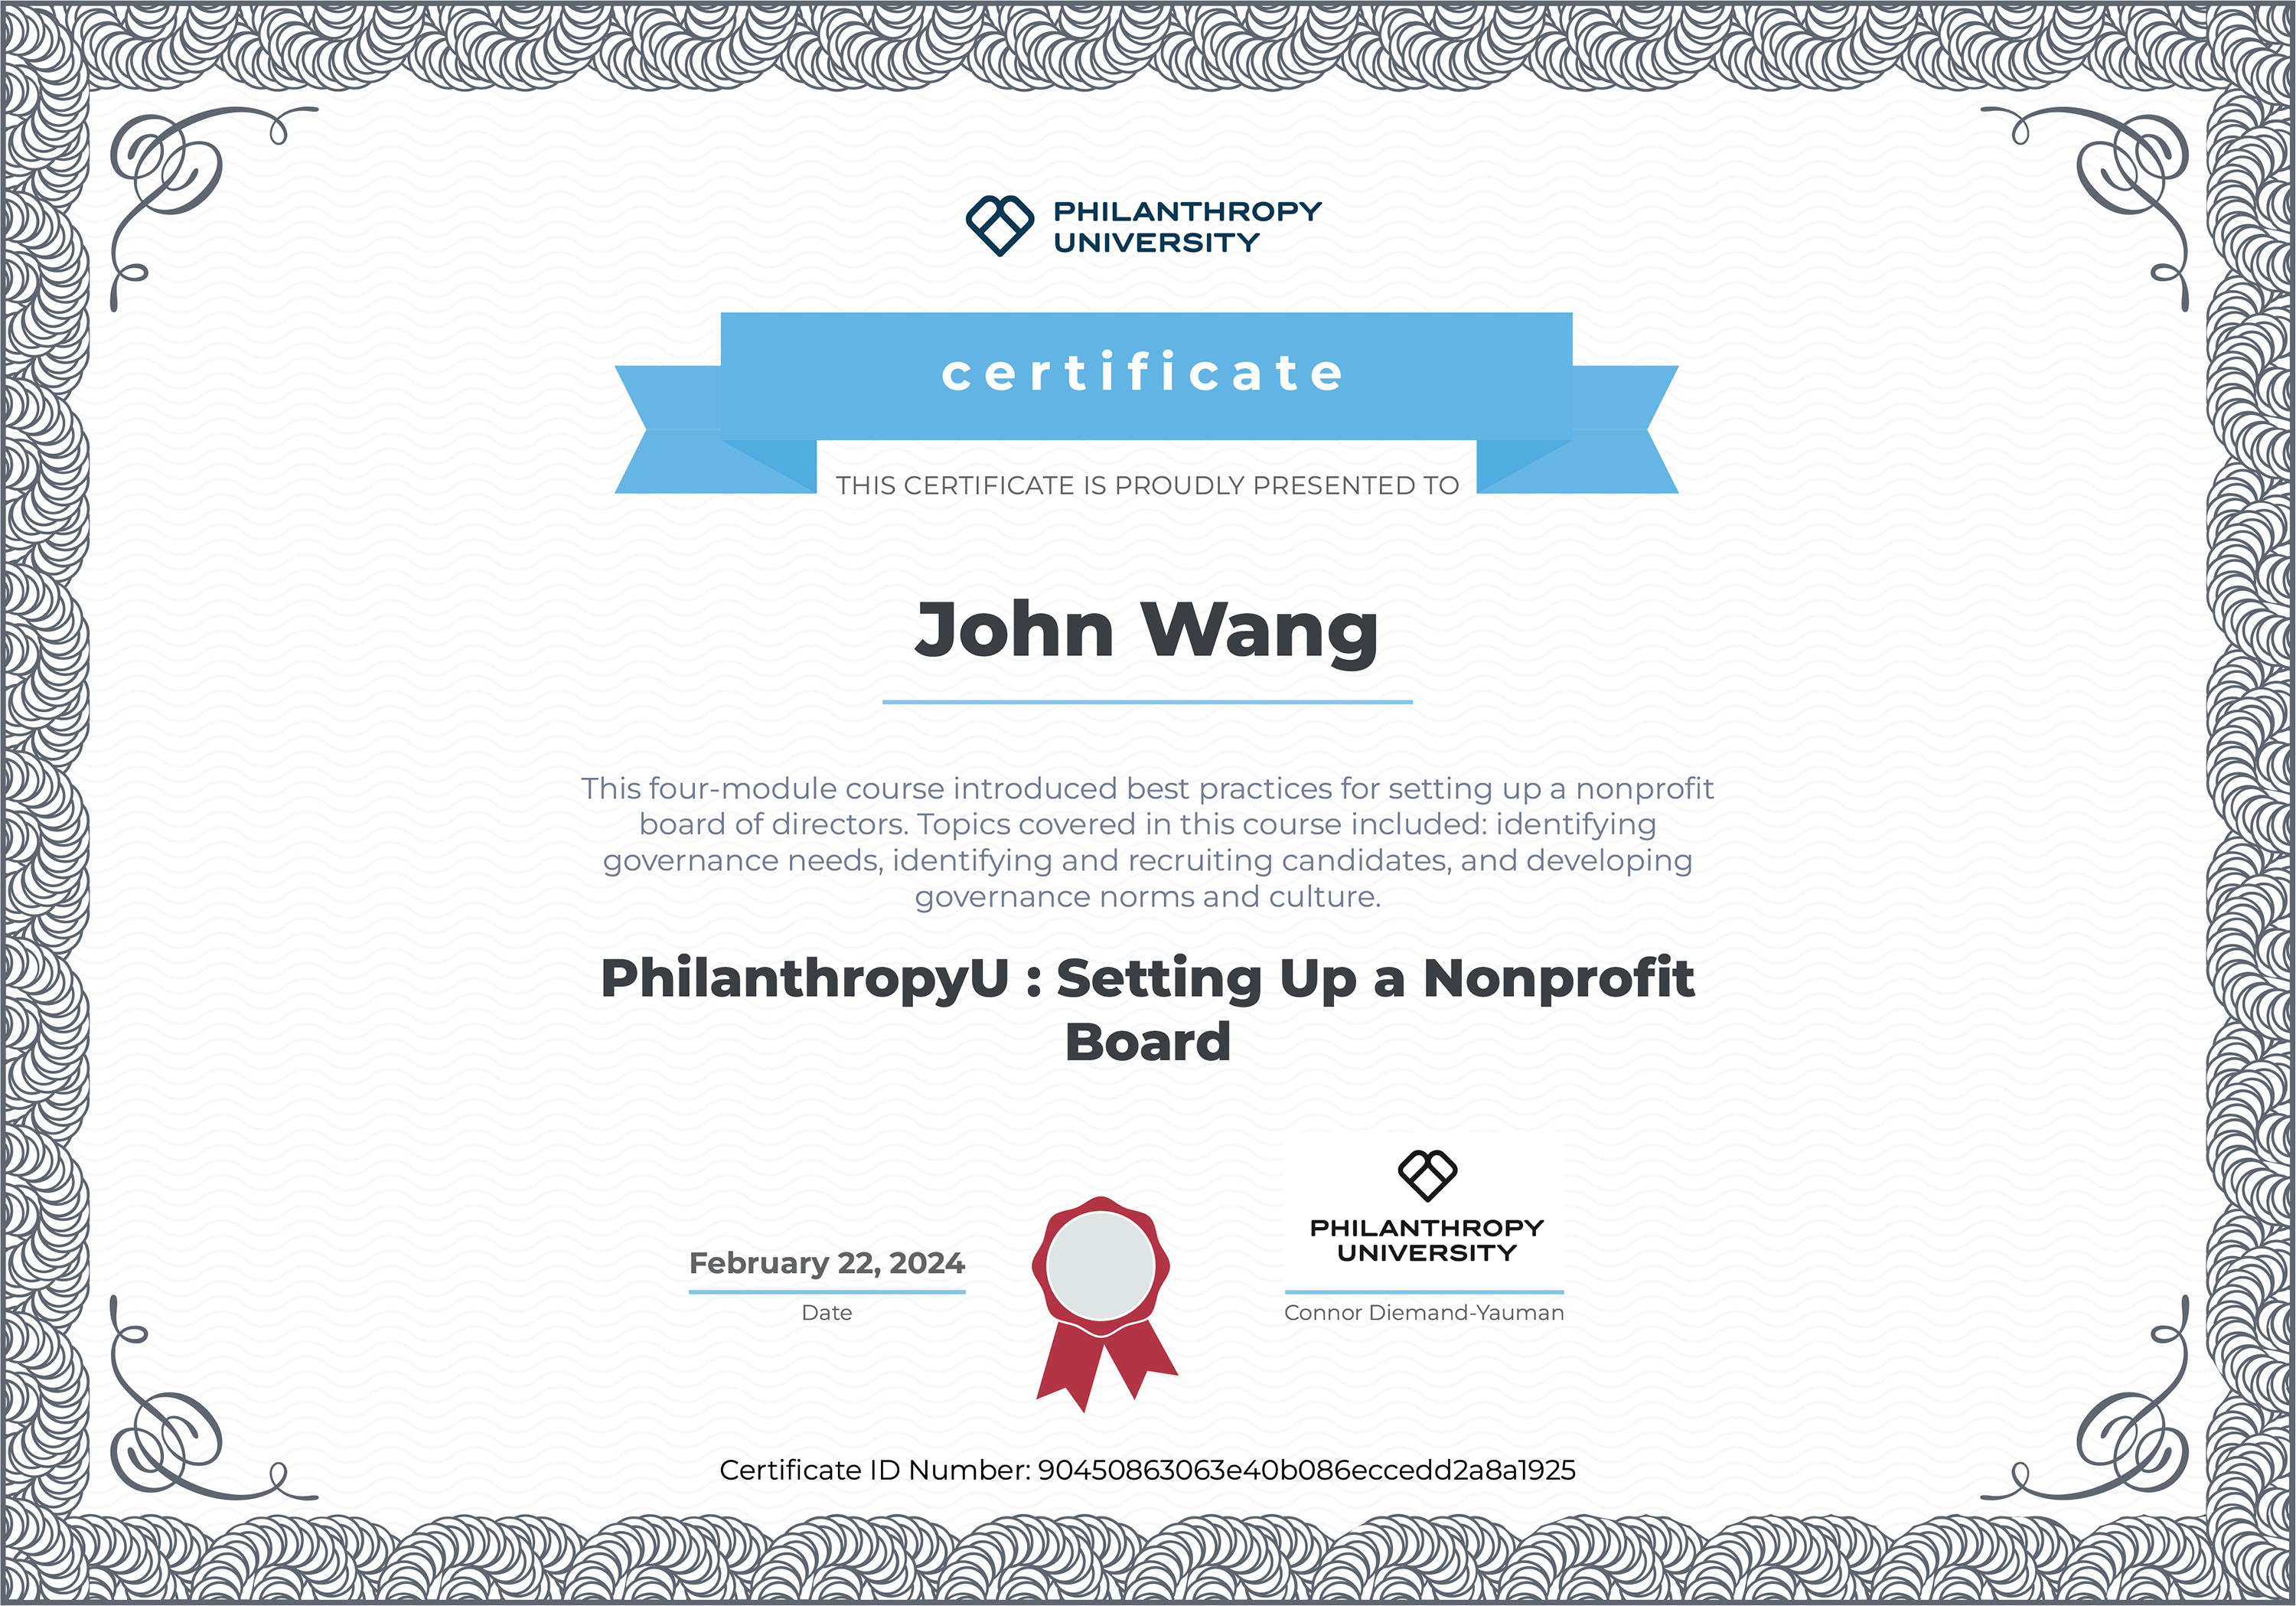 PHILANTHROPY
UNIVERSITY
certificate
THIS CERTIFICATE IS PROUDLY PRESENTED TO
John Wang
This four-module course introduced best practices for setting up a nonprofit
board of directors. Topics covered in this course included: identifying
governance needs, identifying and recruiting candidates, and developing
governance norms and culture.
PhilanthropyU : Setting Up a Nonprofit
Board
February 22, 2024
Date
PHILANTHROPY
UNIVERSITY
Connor Diemand-Yauman
Certificate ID Number: 90450863063e40b086eccedd2a8a1925